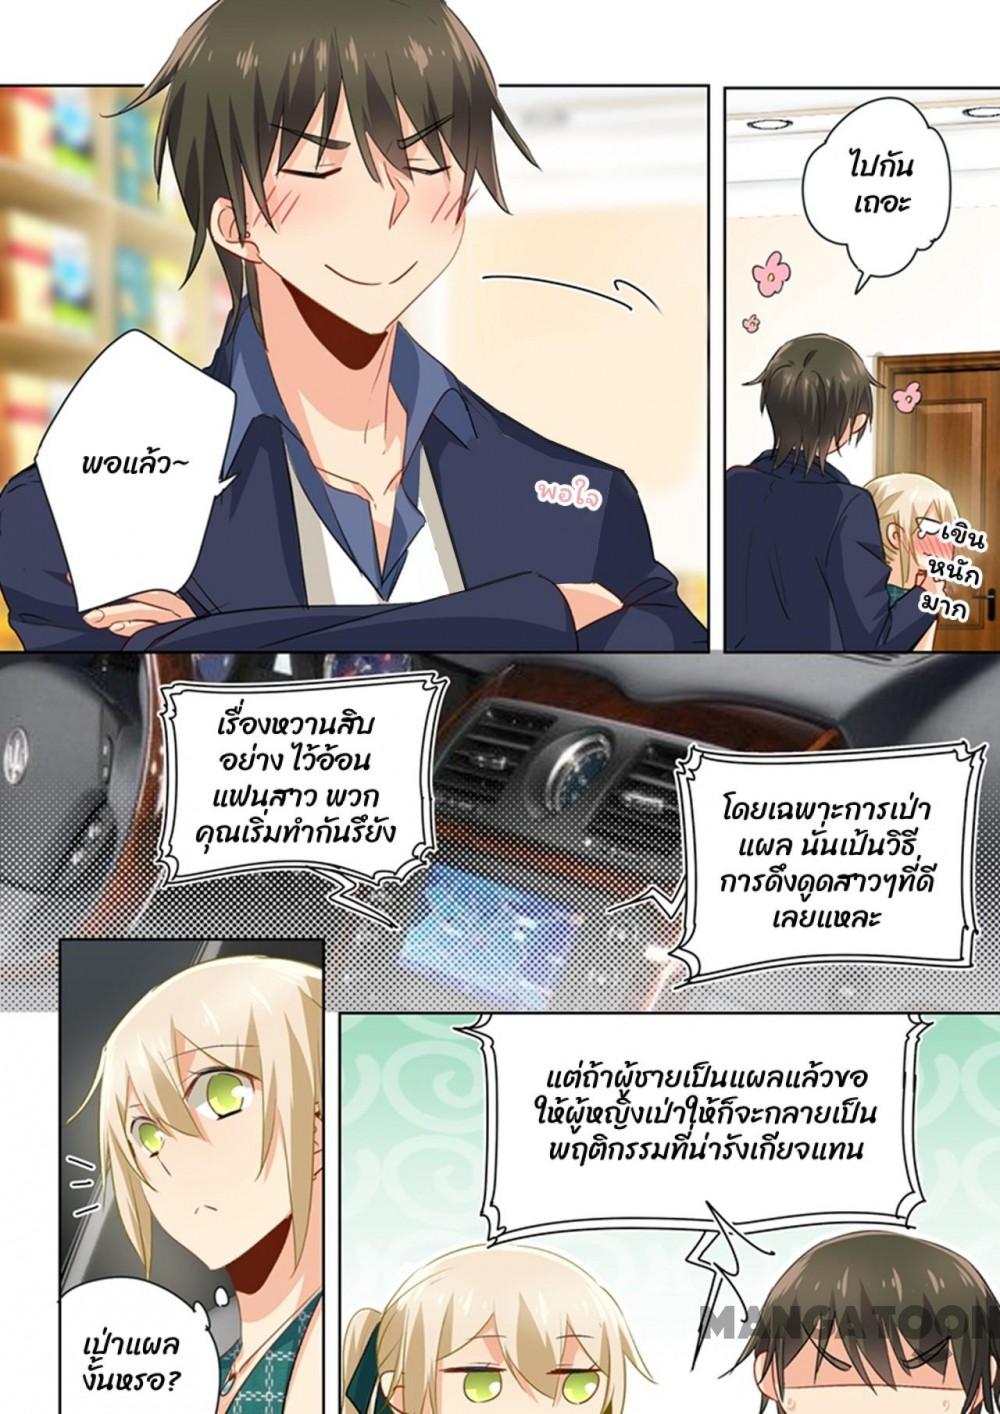 พอแล้ว~
พอใจ
ไปกัน
เถอะ
เขิน
หนัก
มาก
เรื่องหวานสิบ
อย่าง ไว้อ้อน
แฟนสาว พวก
คุณเริ่มทำกันรึยัง
โดยเฉพาะการเป่า
แผล นั่นเป้นวิธี
การดึงดูดสาวๆที่ดี
เลยแหละ
แต่ถ้าผู้ชายเป็นแผลแล้วขอ
ให้ผู้หญิงเป่าให้ก็จะกลายเป็น
พฤติกรรมที่น่ารังเกียจแทน
เป่าแผล
งั้นหรอ?
MANGATOON